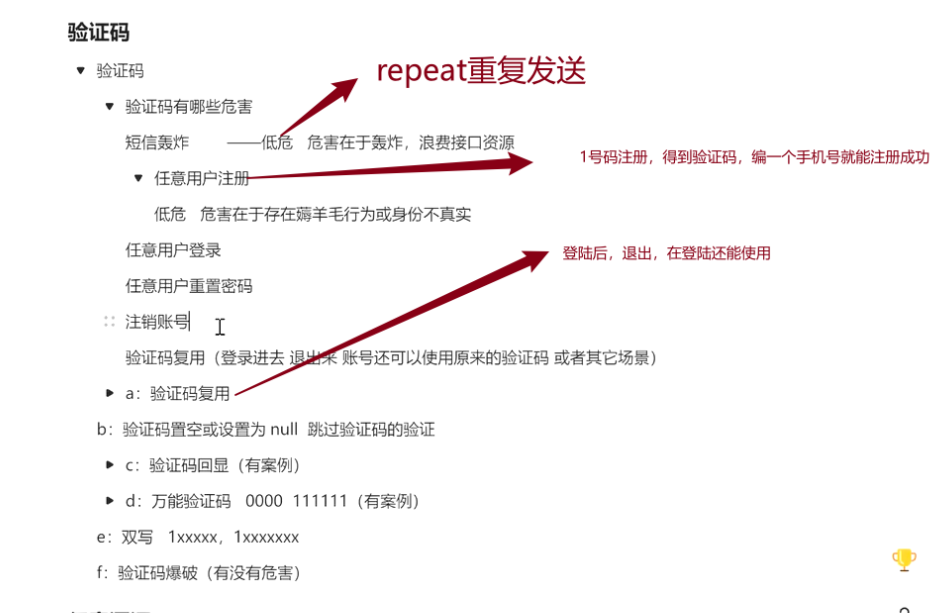 验证码
验证码
repeat重复发送
验证码有哪些危害
短信轰炸 ——低危 危害在于轰炸，浪费接口资源
1号码注册，得到验证码，编一个手机号就能注册成功
任意用户注册
低危 危害在于存在薅羊毛行为或身份不真实
任意用户登录
登陆后，退出，在登陆还能使用
任意用户重置密码
注销账号
验证码复用（登录进去 退出来 账号还可以使用原来的验证码 或者其它场景）
a：验证码复用
b：验证码置空或设置为 null 跳过验证码的验证
c：验证码回显（有案例）
d：万能验证码 0000 111111（有案例）
e：双写 1xxxxx，1xxxxxxx
f：验证码爆破（有没有危害）